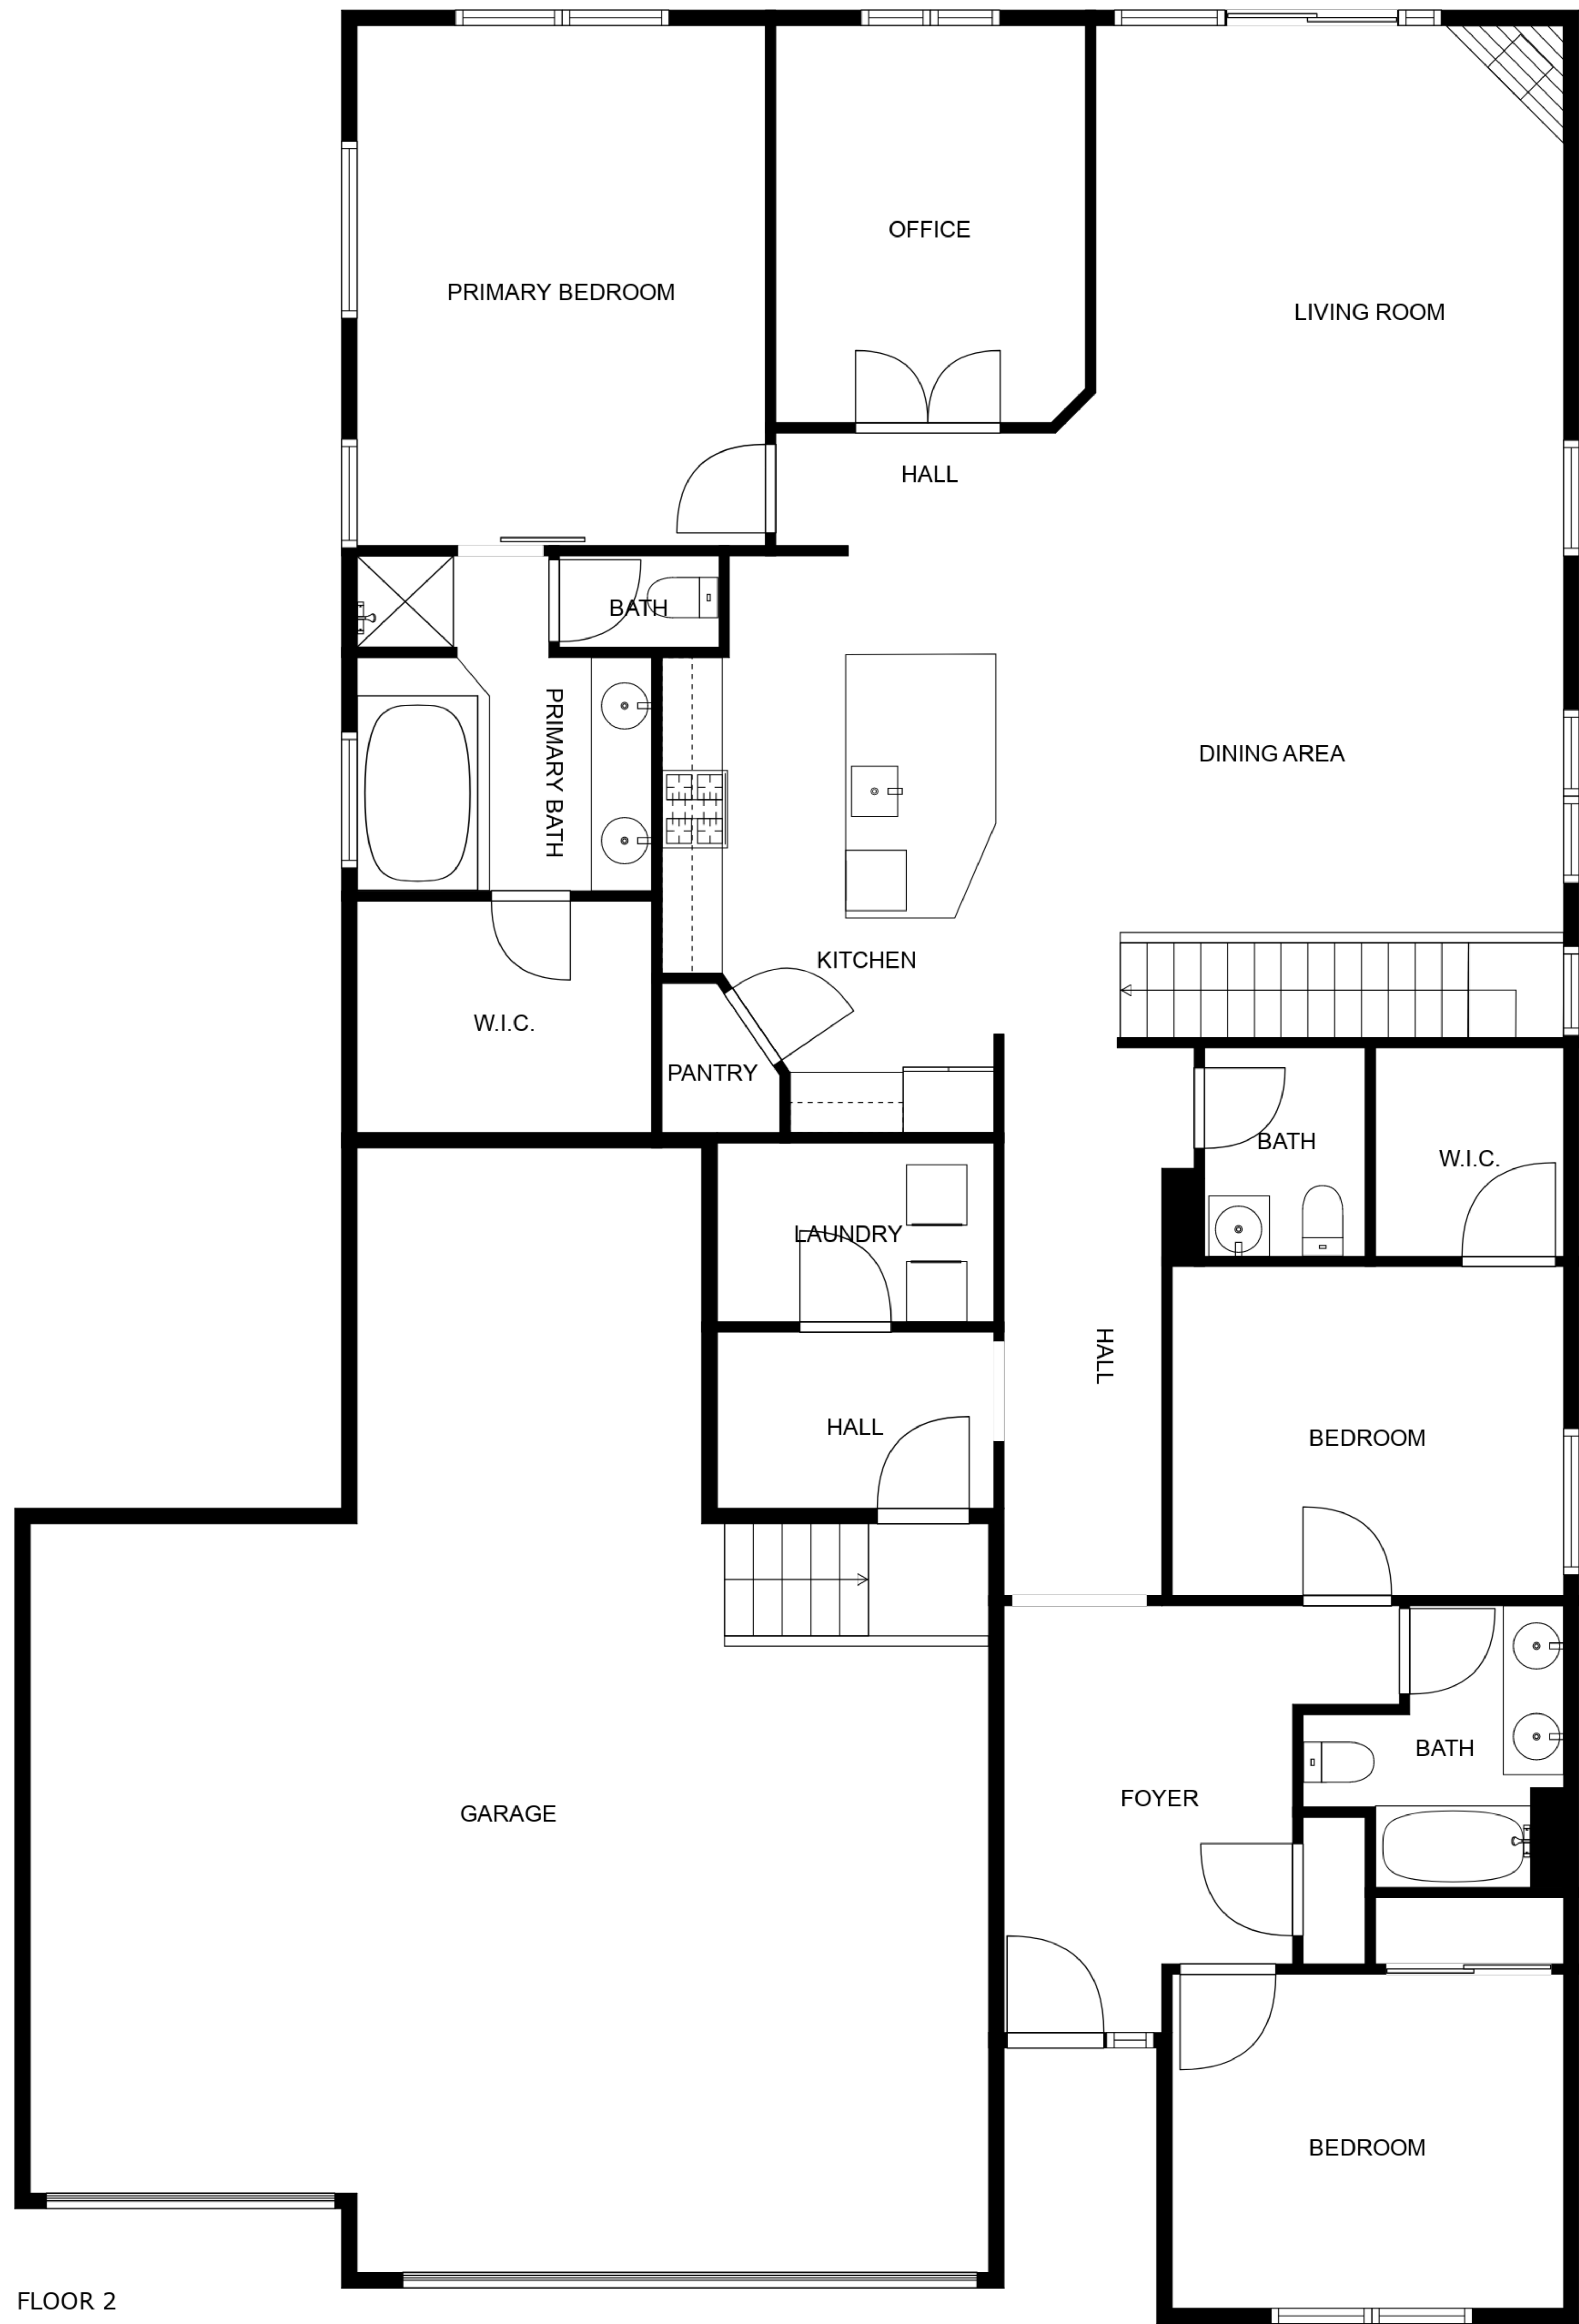 OFFICE
PRIMARY BEDROOM
LIVING ROOM
HALL
BATH
PRIMARY BATH
DINING AREA
KITCHEN
W.I.C.
PANTRY
BATH
W.I.C.
LAUNDRY
HALL
HALL
BEDROOM
BATH
FOYER
GARAGE
BEDROOM
FLOOR 2